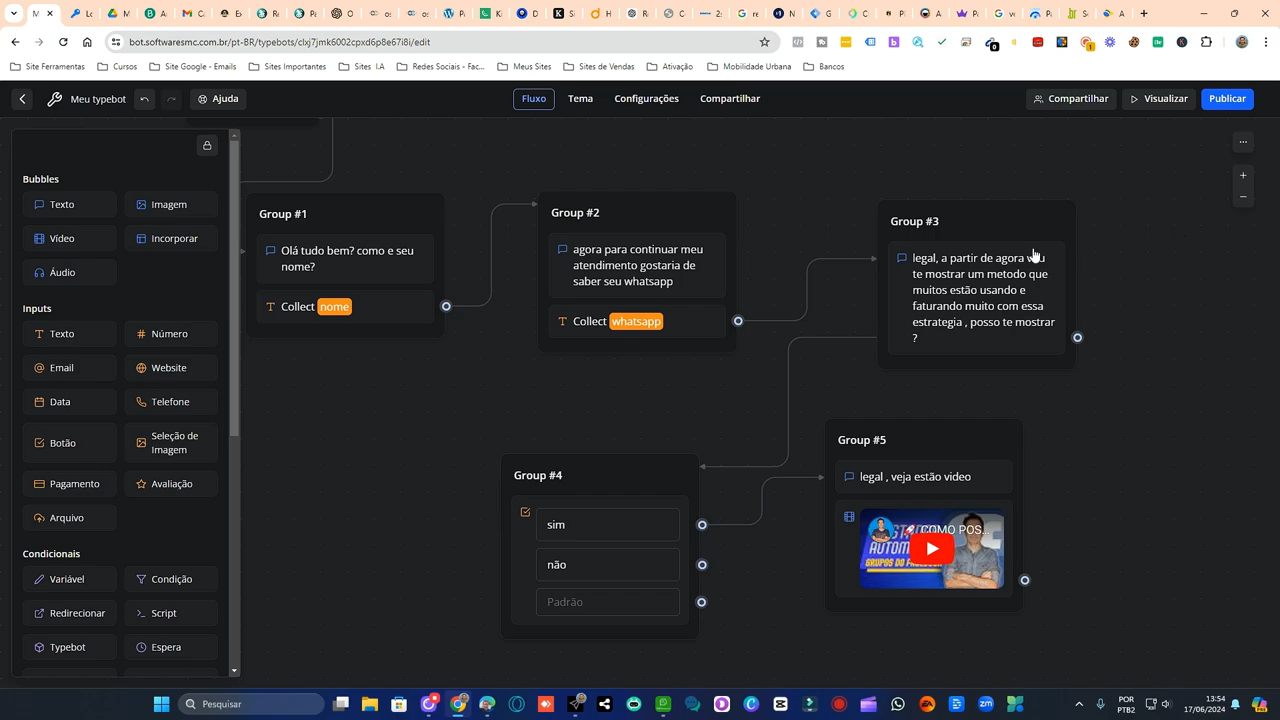 bot.softwaresmc.com.br/pt-BR/typebots/clxj7jmk6002cpxd6p8e67i8i/edit
Site Ferramentas
Cursos
Site Google - Emails
Sites Importantes
Sites I.A
Redes Sociais - Fac...
Meus Sites
Sites de Vendas
Ativação
Mobilidade Urbana
Bancos
Meu typebot
Ajuda
Fluxo
Tema
Configurações
Compartilhar
Compartilhar
Visualizar
Publicar
Bubbles
Texto
Imagem
Vídeo
Incorporar
Áudio
Inputs
Texto
Número
Email
Website
Data
Telefone
Botão
Seleção de
Imagem
Pagamento
Avaliação
Arquivo
Condicionais
Variável
Condição
Redirecionar
Script
Typebot
Espera
Group #1
Olá tudo bem? como e seu
nome?
Collect nome
Group #2
agora para continuar meu
atendimento gostaria de
saber seu whatsapp
Collect whatsapp
Group #3
legal, a partir de agora vou
te mostrar um metodo que
muitos estão usando e
faturando muito com essa
estrategia , posso te mostrar
?
Group #4
sim
não
Padrão
Group #5
legal , veja estão video
COMO POS...
GRUPOS DO FACEBOOK
Pesquisar
POR
PTB2
13:54
17/06/2024